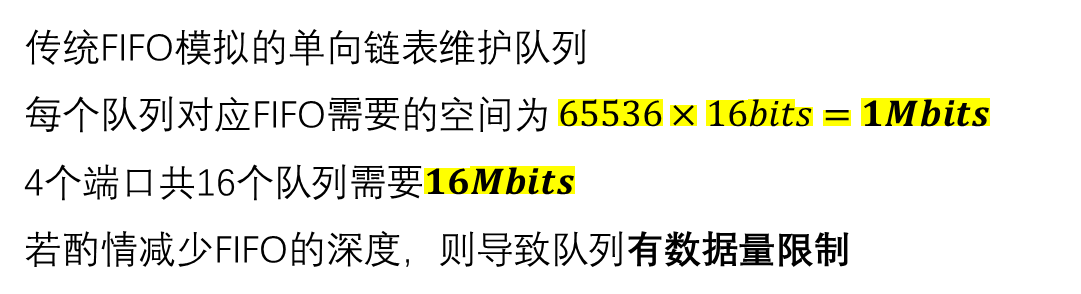 传统FIFO模拟的单向链表维护队列
每个队列对应FIFO需要的空间为 65536 × 16bits = 1Mbits
4个端口共16个队列需要16Mbits
若酌情减少FIFO的深度，则导致队列有数据量限制